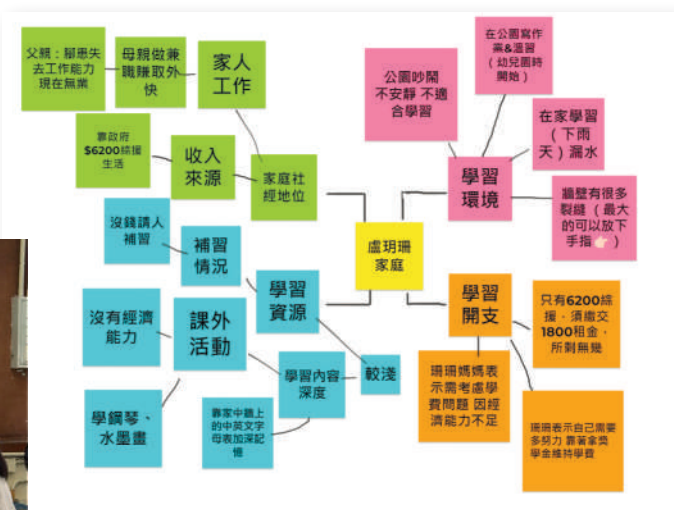 父親：腳患失
去工作能力
現在無業
母親做兼
職賺取外
快
家人
工作
靠政府
$6200綜援
生活
收入
來源
家庭社
經地位
沒錢請人
補習
補習
情況
學習
資源
沒有經濟
能力
課外
活動
學鋼琴、
水墨畫
靠家中牆上
的中英文字
母表加深記
憶
學習內容
深度
較淺
盧玥珊
家庭
公園吵鬧
不安靜 不適
合學習
在公園寫作
業&溫習
（幼兒園時
開始）
在家學習
（下雨
天）漏水
學習
環境
牆壁有很多
裂縫（最大
的可以放下
手指👉🏻）
學習
開支
只有6200綜
援，須繳交
1800租金，
所剩無幾
珊珊媽媽表
示需考慮學
費問題 因經
濟能力不足
珊珊表示自己需要
多努力 靠著拿獎
學金維持學費